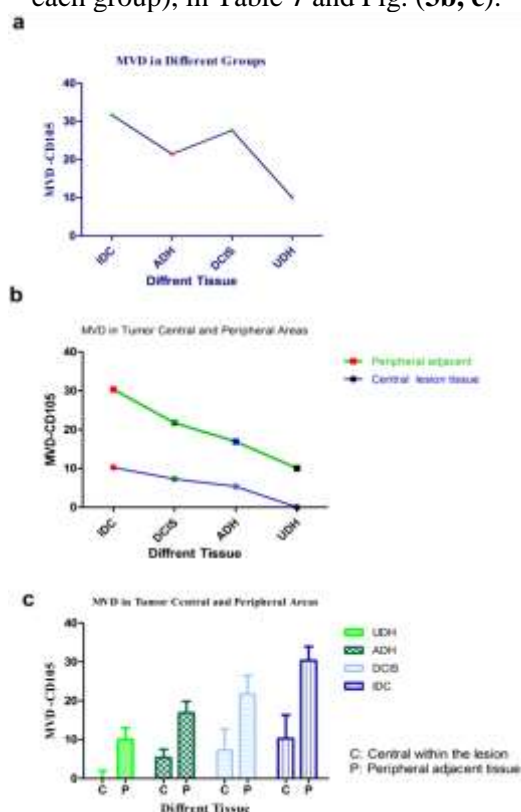 each group), in Table 7 and Fig. (3b, c).
a
MVD in Different Groups
40
30
20
10
0
MVD -CD105
IDC
ADH
DCIS
UDH
Diffrent Tissue
b
MVD in Tumor Central and Peripheral Areas
40
30
20
10
0
MVD-CD105
IDC
DCIS
ADH
UDH
Diffrent Tissue
Peripheral adjacent
Central lesion tissue
c
MVD in Tumor Central and Peripheral Areas
40
30
20
10
0
MVD-CD105
C P C P C P C P
Diffrent Tissue
UDH
ADH
DCIS
IDC
C: Central within the lesion
P: Peripheral adjacent tissue